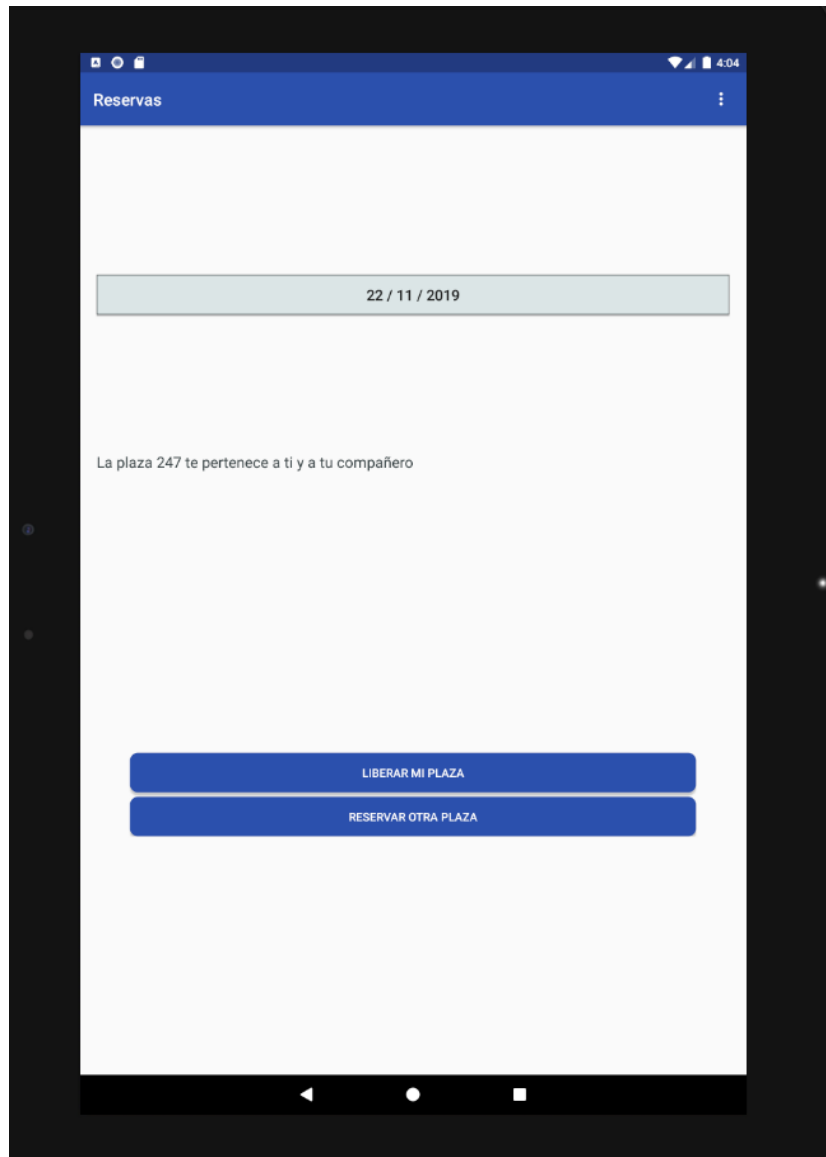 4:04
Reservas
22 / 11 / 2019
La plaza 247 te pertenece a ti y a tu compañero
LIBERAR MI PLAZA
RESERVAR OTRA PLAZA